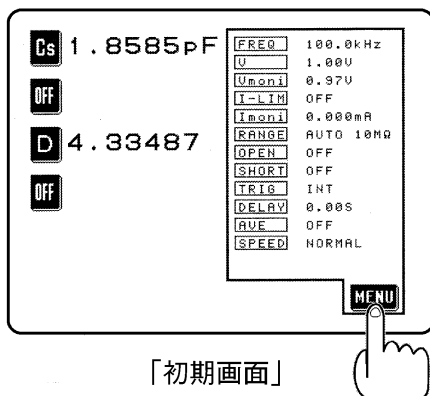 Cs 1.8585pF
OFF
D 4.33487
OFF
FREQ 100.0kHz
V 1.00V
Vmoni 0.97V
I-LIM OFF
Imoni 0.000mA
RANGE AUTO 10MΩ
OPEN OFF
SHORT OFF
TRIG INT
DELAY 0.00S
AVE OFF
SPEED NORMAL
MENU
「初期画面」